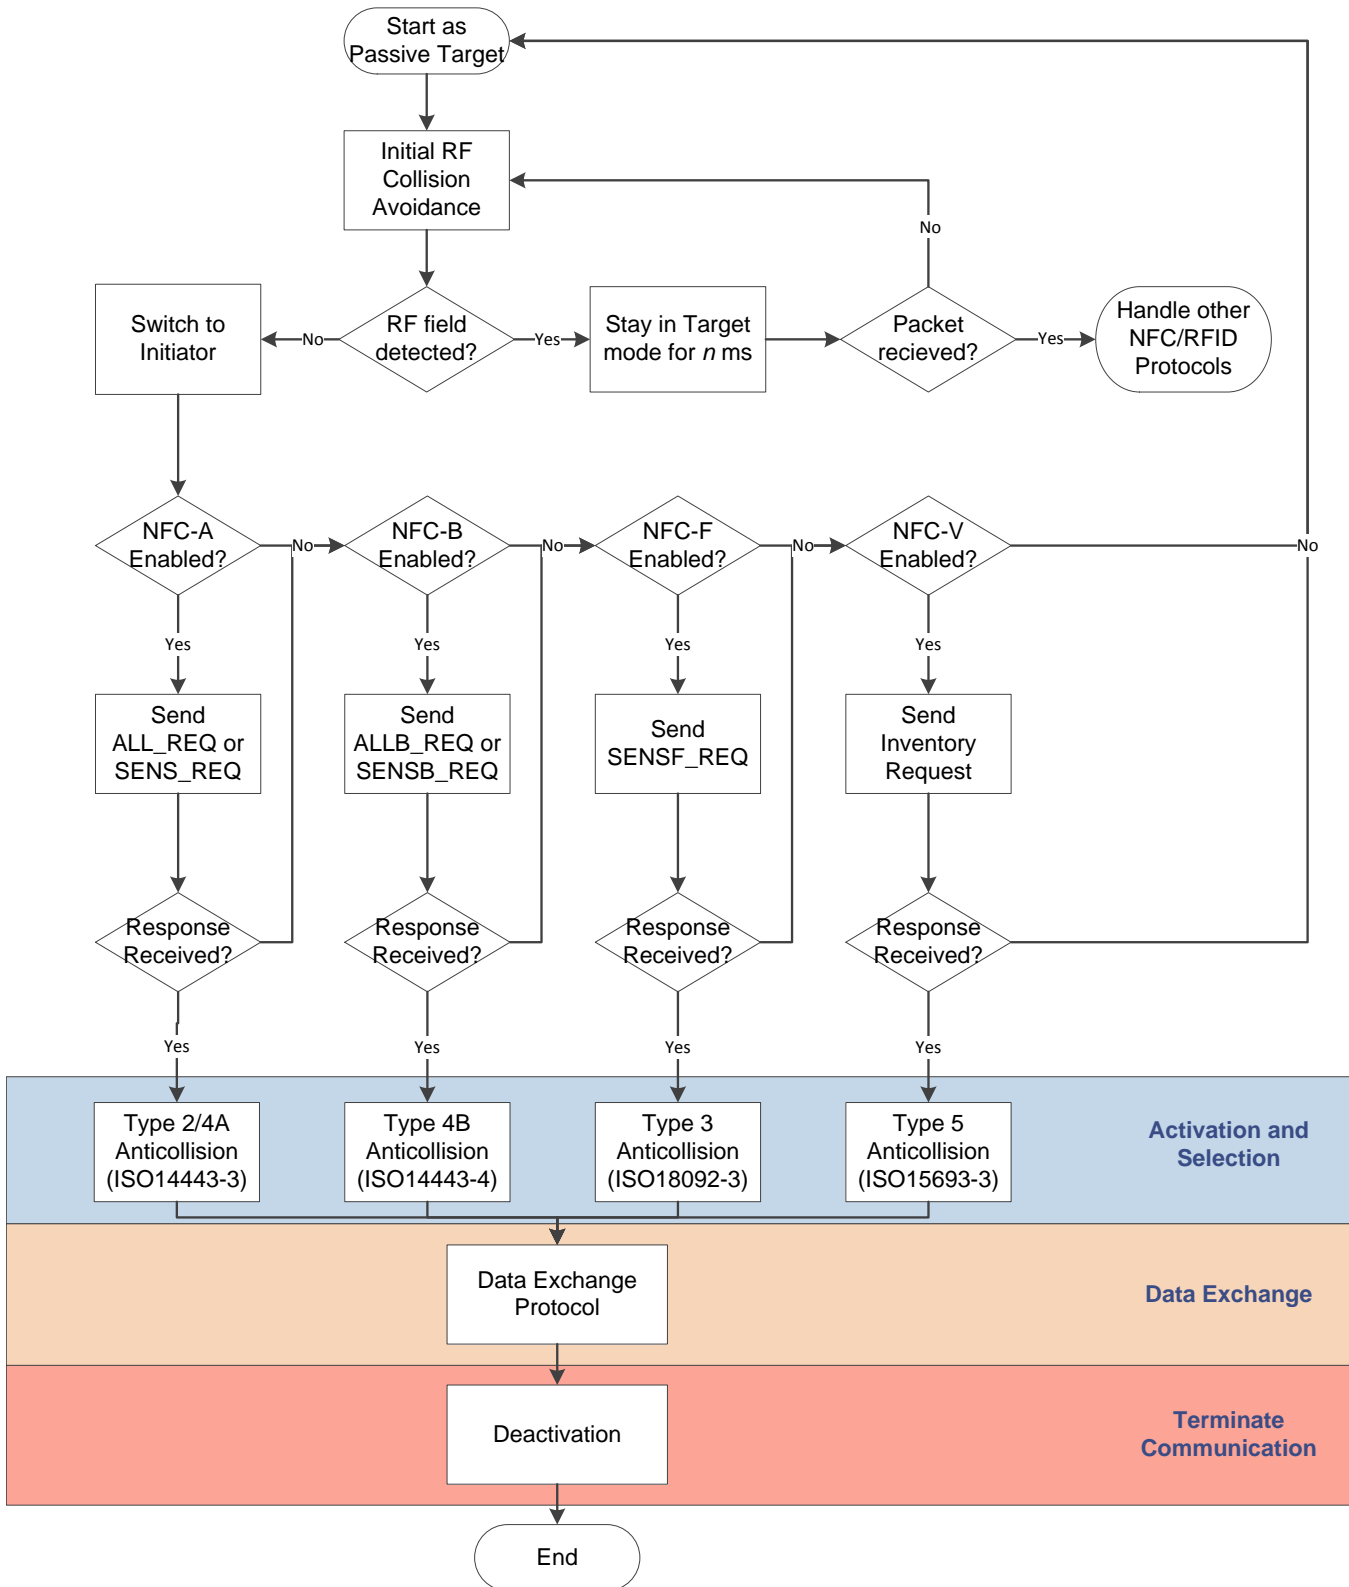 Start as
Passive Target
Initial RF
Collision
Avoidance
No
Switch to
Initiator
No
RF field
detected?
Yes
Stay in Target
mode for n ms
Packet
recieved?
Yes
Handle other
NFC/RFID
Protocols
NFC-A
Enabled?
No
NFC-B
Enabled?
No
NFC-F
Enabled?
No
NFC-V
Enabled?
No
Yes
Yes
Yes
Yes
Send
ALL_REQ or
SENS_REQ
Send
ALLB_REQ or
SENSB_REQ
Send
SENSF_REQ
Send
Inventory
Request
Response
Received?
Response
Received?
Response
Received?
Response
Received?
Yes
Yes
Yes
Yes
Type 2/4A
Anticollision
(ISO14443-3)
Type 4B
Anticollision
(ISO14443-4)
Type 3
Anticollision
(ISO18092-3)
Type 5
Anticollision
(ISO15693-3)
Activation and
Selection
Data Exchange
Protocol
Data Exchange
Deactivation
Terminate
Communication
End